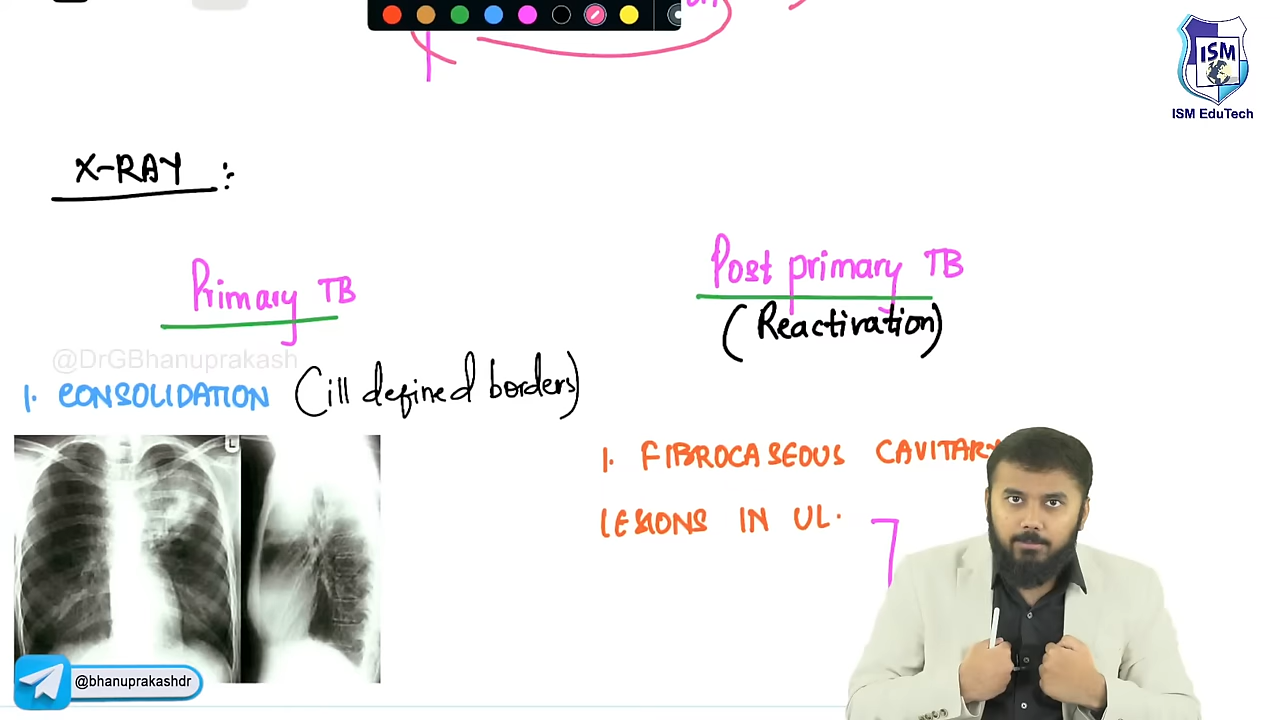 ISM
ISM EduTech
X-RAY :
Primary TB
Post primary TB
(Reactivation)
@DrGBhanuprakash
1. CONSOLIDATION (ill defined borders)
L
1. FIBROCASEOUS CAVITARY
LESIONS IN UL.
@bhanuprakashdr